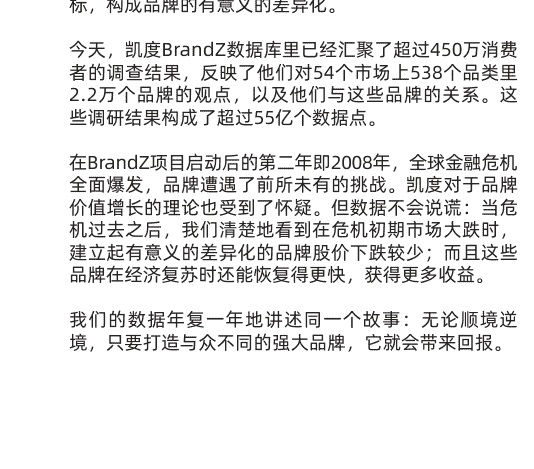 标，构成品牌的有意义的差异化。
今天，凯度BrandZ数据库里已经汇聚了超过450万消费
者的调查结果，反映了他们对54个市场上538个品类里
2.2万个品牌的观点，以及他们与这些品牌的关系。这
些调研结果构成了超过55亿个数据点。
在BrandZ项目启动后的第二年即2008年，全球金融危机
全面爆发，品牌遭遇了前所未有的挑战。凯度对于品牌
价值增长的理论也受到了怀疑。但数据不会说谎：当危
机过去之后，我们清楚地看到在危机初期市场大跌时，
建立起有意义的差异化的品牌股价下跌较少；而且这些
品牌在经济复苏时还能恢复得更快，获得更多收益。
我们的数据年复一年地讲述同一个故事：无论顺境逆
境，只要打造与众不同的强大品牌，它就会带来回报。